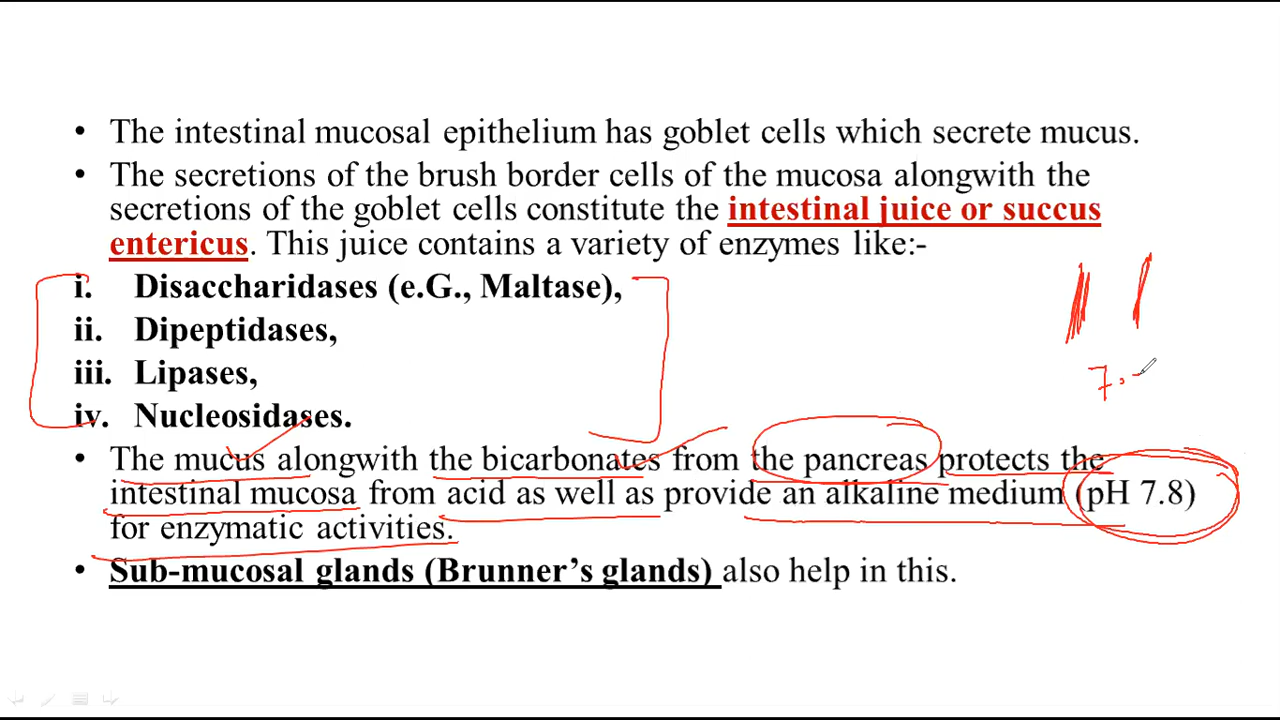 • The intestinal mucosal epithelium has goblet cells which secrete mucus.
• The secretions of the brush border cells of the mucosa alongwith the
secretions of the goblet cells constitute the intestinal juice or succus
entericus. This juice contains a variety of enzymes like:-
i. Disaccharidases (e.G., Maltase),
ii. Dipeptidases,
iii. Lipases,
7.
iv. Nucleosidases.
• The mucus alongwith the bicarbonates from the pancreas protects the
intestinal mucosa from acid as well as provide an alkaline medium (pH 7.8)
for enzymatic activities.
• Sub-mucosal glands (Brunner's glands) also help in this.